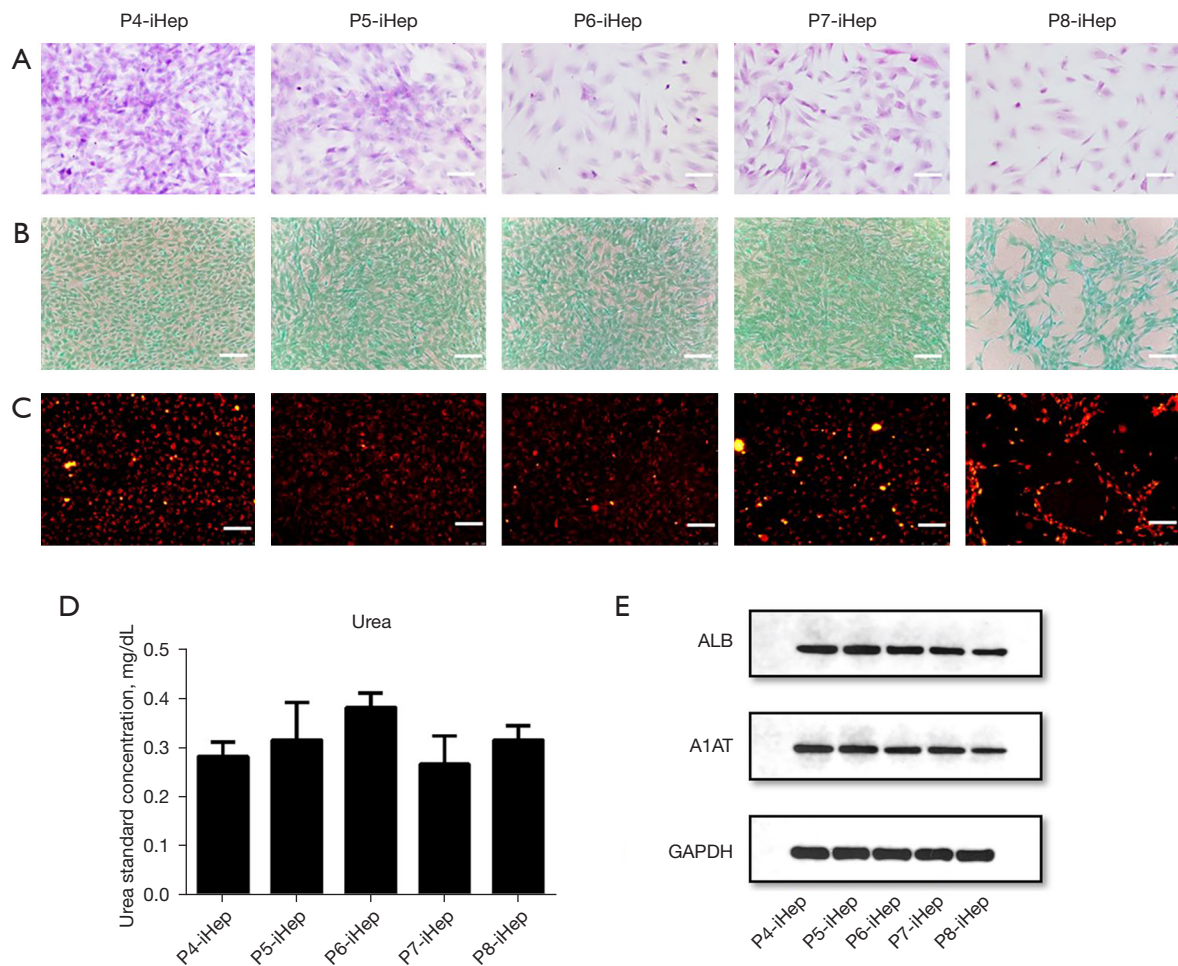 P4-iHep P5-iHep P6-iHep P7-iHep P8-iHep
A
B
C
D
Urea
Urea standard concentration, mg/dL
0.5
0.4
0.3
0.2
0.1
0.0
P4-iHep P5-iHep P6-iHep P7-iHep P8-iHep
E
ALB
A1AT
GAPDH
P4-iHep P5-iHep P6-iHep P7-iHep P8-iHep